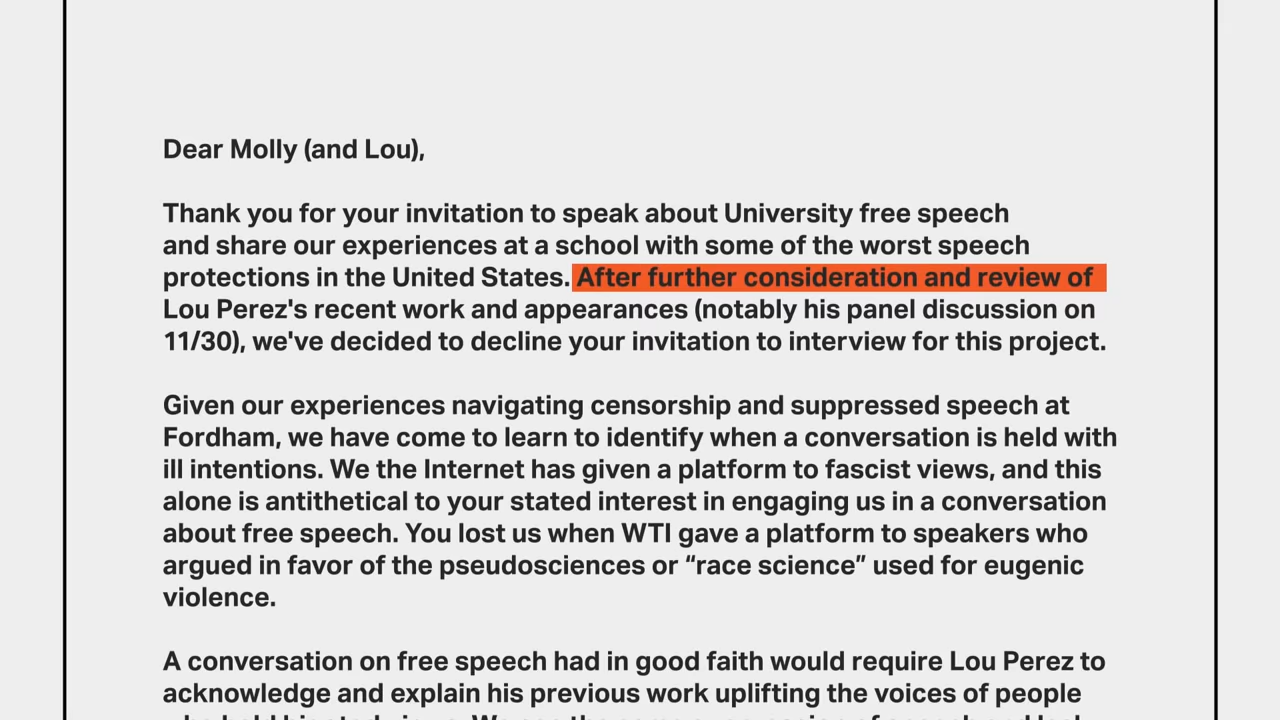 Dear Molly (and Lou),
Thank you for your invitation to speak about University free speech
and share our experiences at a school with some of the worst speech
protections in the United States. After further consideration and review of
Lou Perez's recent work and appearances (notably his panel discussion on
11/30), we've decided to decline your invitation to interview for this project.
Given our experiences navigating censorship and suppressed speech at
Fordham, we have come to learn to identify when a conversation is held with
ill intentions. We the Internet has given a platform to fascist views, and this
alone is antithetical to your stated interest in engaging us in a conversation
about free speech. You lost us when WTI gave a platform to speakers who
argued in favor of the pseudosciences or “race science” used for eugenic
violence.
A conversation on free speech had in good faith would require Lou Perez to
acknowledge and explain his previous work uplifting the voices of people